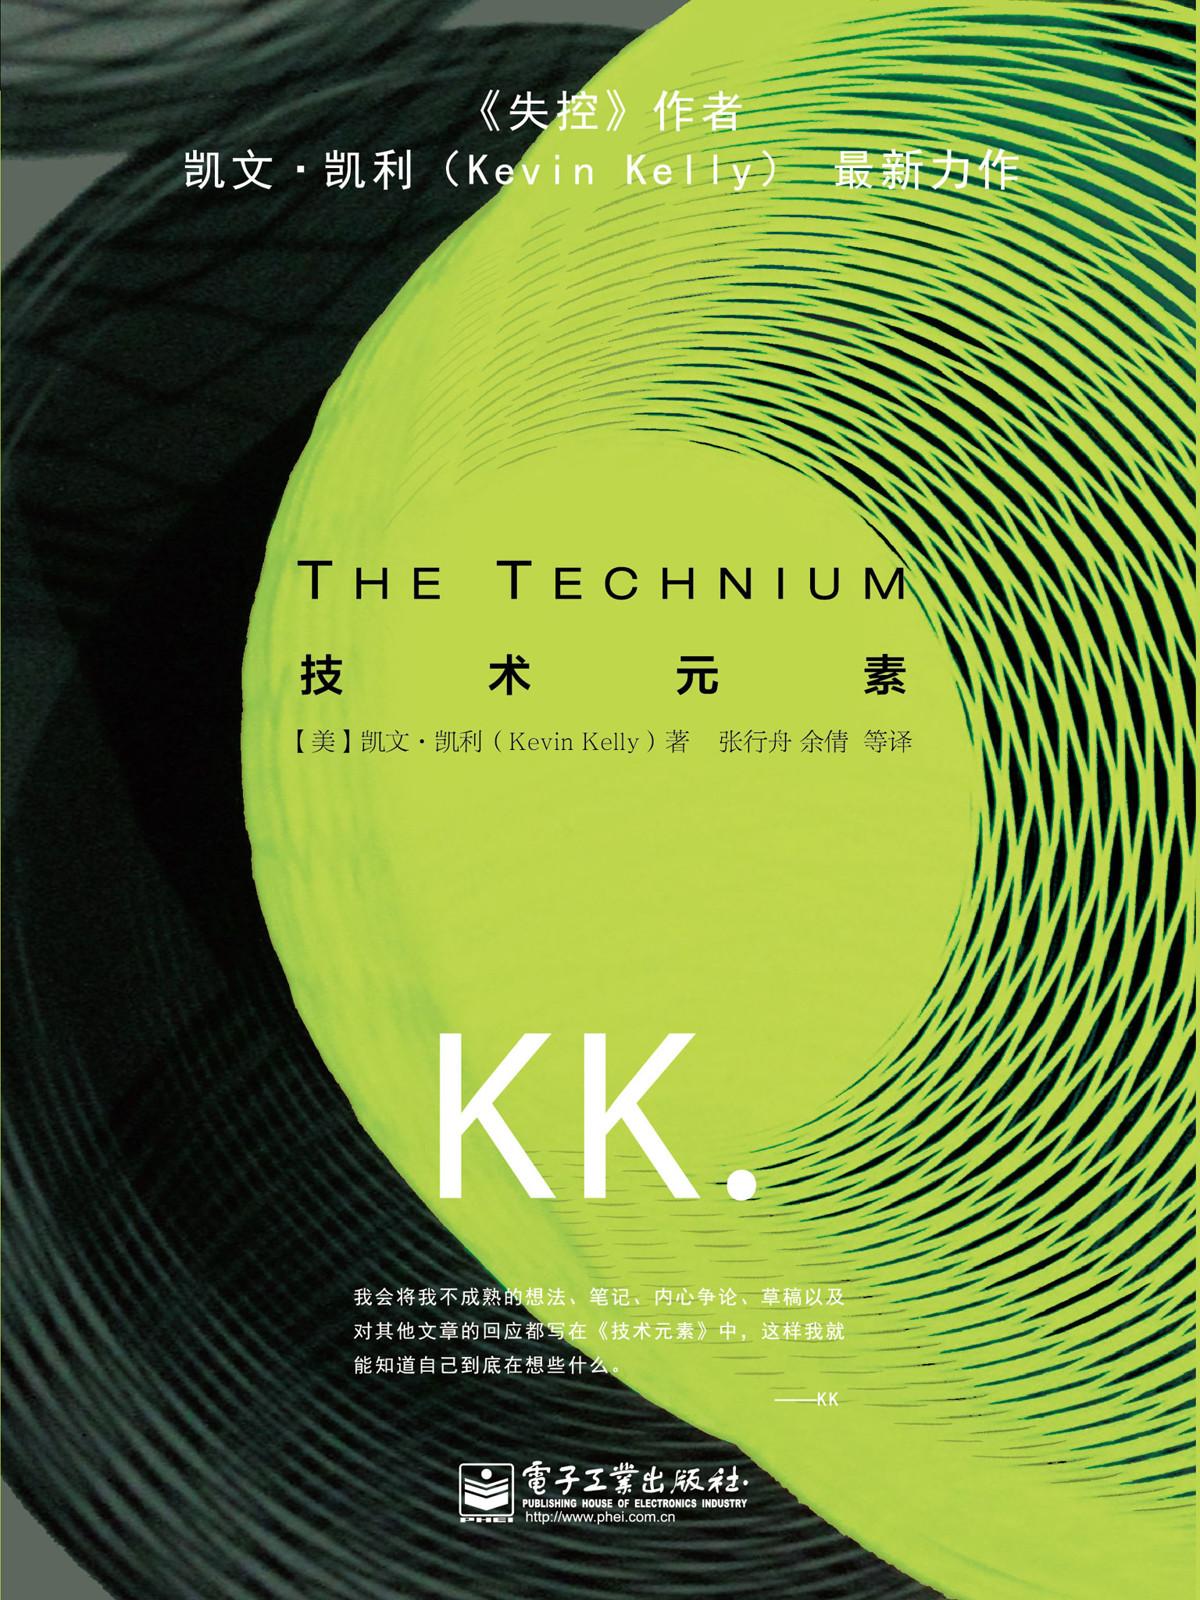 《失控》作者
凯文·凯利（Kevin Kelly） 最新力作
THE TECHNIUM
技术元素
【美】凯文·凯利（Kevin Kelly）著 张行舟 余倩 等译
KK.
我会将我不成熟的想法、笔记、内心争论、草稿以及
对其他文章的回应都写在《技术元素》中，这样我就
能知道自己到底在想些什么。
——KK
電子工業出版社·
PUBLISHING HOUSE OF ELECTRONICS INDUSTRY
PHEI http://www.phei.com.cn